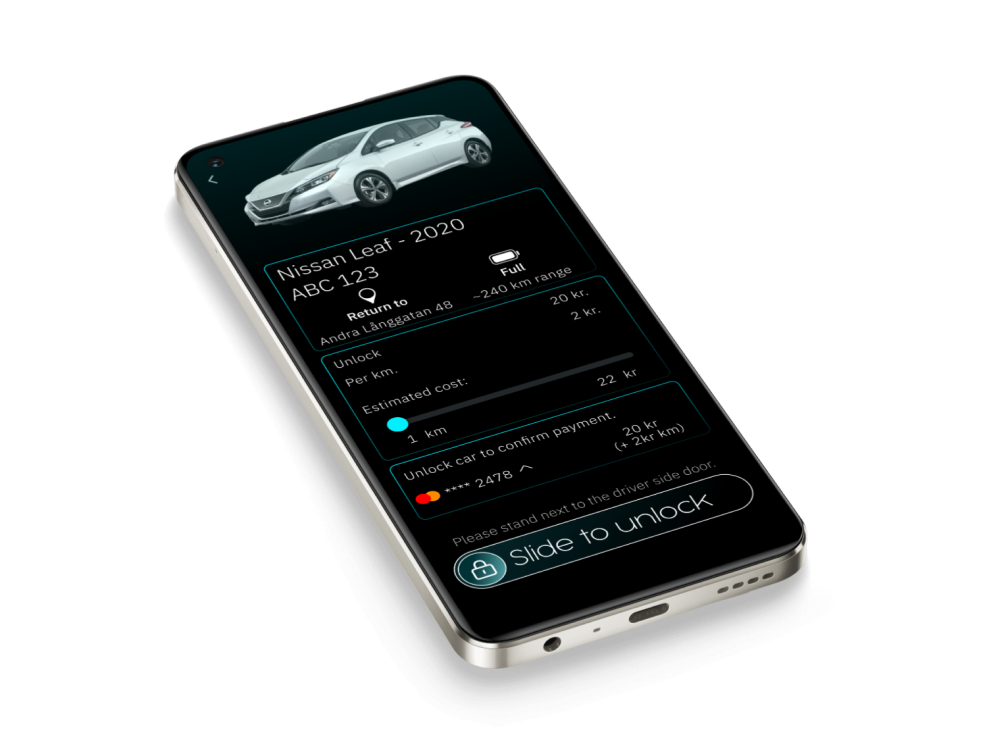 Nissan Leaf - 2020
ABC 123
Return to
Andra Långgatan 48
Full
~240 km range
Unlock 20 kr.
Per km. 2 kr.
Estimated cost:
1 km 22 kr
Unlock car to confirm payment.
**** 2478
20 kr
(+ 2kr km)
Please stand next to the driver side door.
Slide to unlock